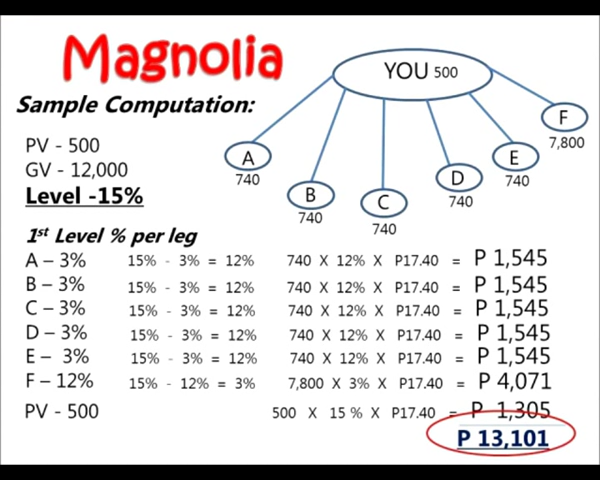 Magnolia
Sample Computation:
YOU 500
A
740
B
740
C
740
D
740
E
740
F
7,800
PV - 500
GV - 12,000
Level -15%
1st Level % per leg
A – 3% 15% - 3% = 12% 740 X 12% X P17.40 = P 1,545
B – 3% 15% - 3% = 12% 740 X 12% X P17.40 = P 1,545
C – 3% 15% - 3% = 12% 740 X 12% X P17.40 = P 1,545
D – 3% 15% - 3% = 12% 740 X 12% X P17.40 = P 1,545
E – 3% 15% - 3% = 12% 740 X 12% X P17.40 = P 1,545
F – 12% 15% - 12% = 3% 7,800 X 3% X P17.40 = P 4,071
PV - 500 500 X 15 % X P17.40 = P 1,305
P 13,101